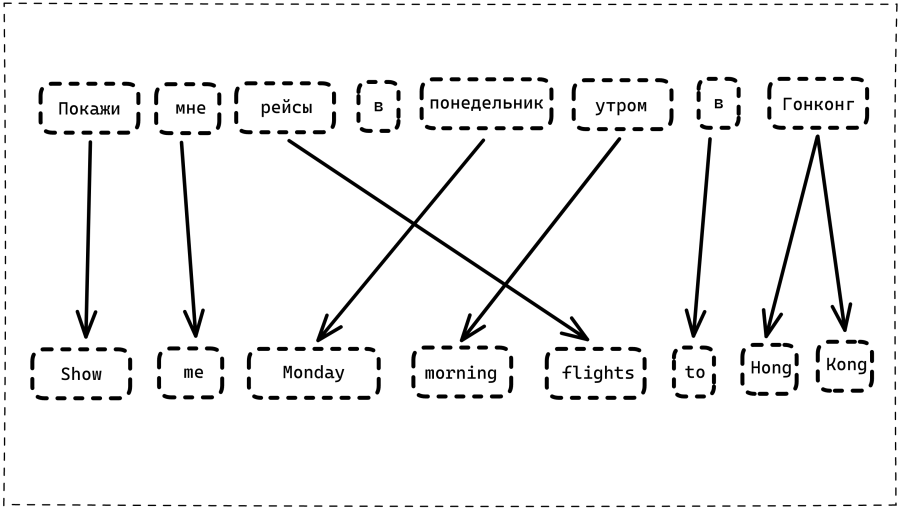 Покажи мне рейсы в понедельник утром в Гонконг
Show me Monday morning flights to Hong Kong